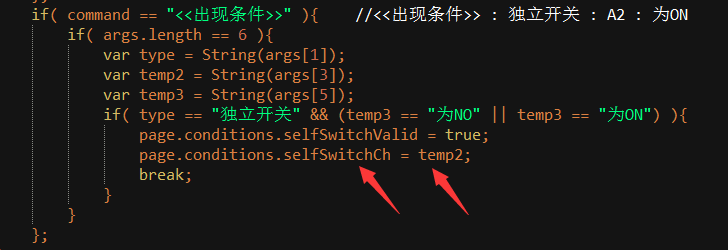 if( command == "<<出现条件>>" ){ //<<出现条件>> : 独立开关 : A2 : 为ON
if( args.length == 6 ){
var type = String(args[1]);
var temp2 = String(args[3]);
var temp3 = String(args[5]);
if( type == "独立开关" && (temp3 == "为NO" || temp3 == "为ON") ){
page.conditions.selfSwitchValid = true;
page.conditions.selfSwitchCh = temp2;
break;
}
}
};